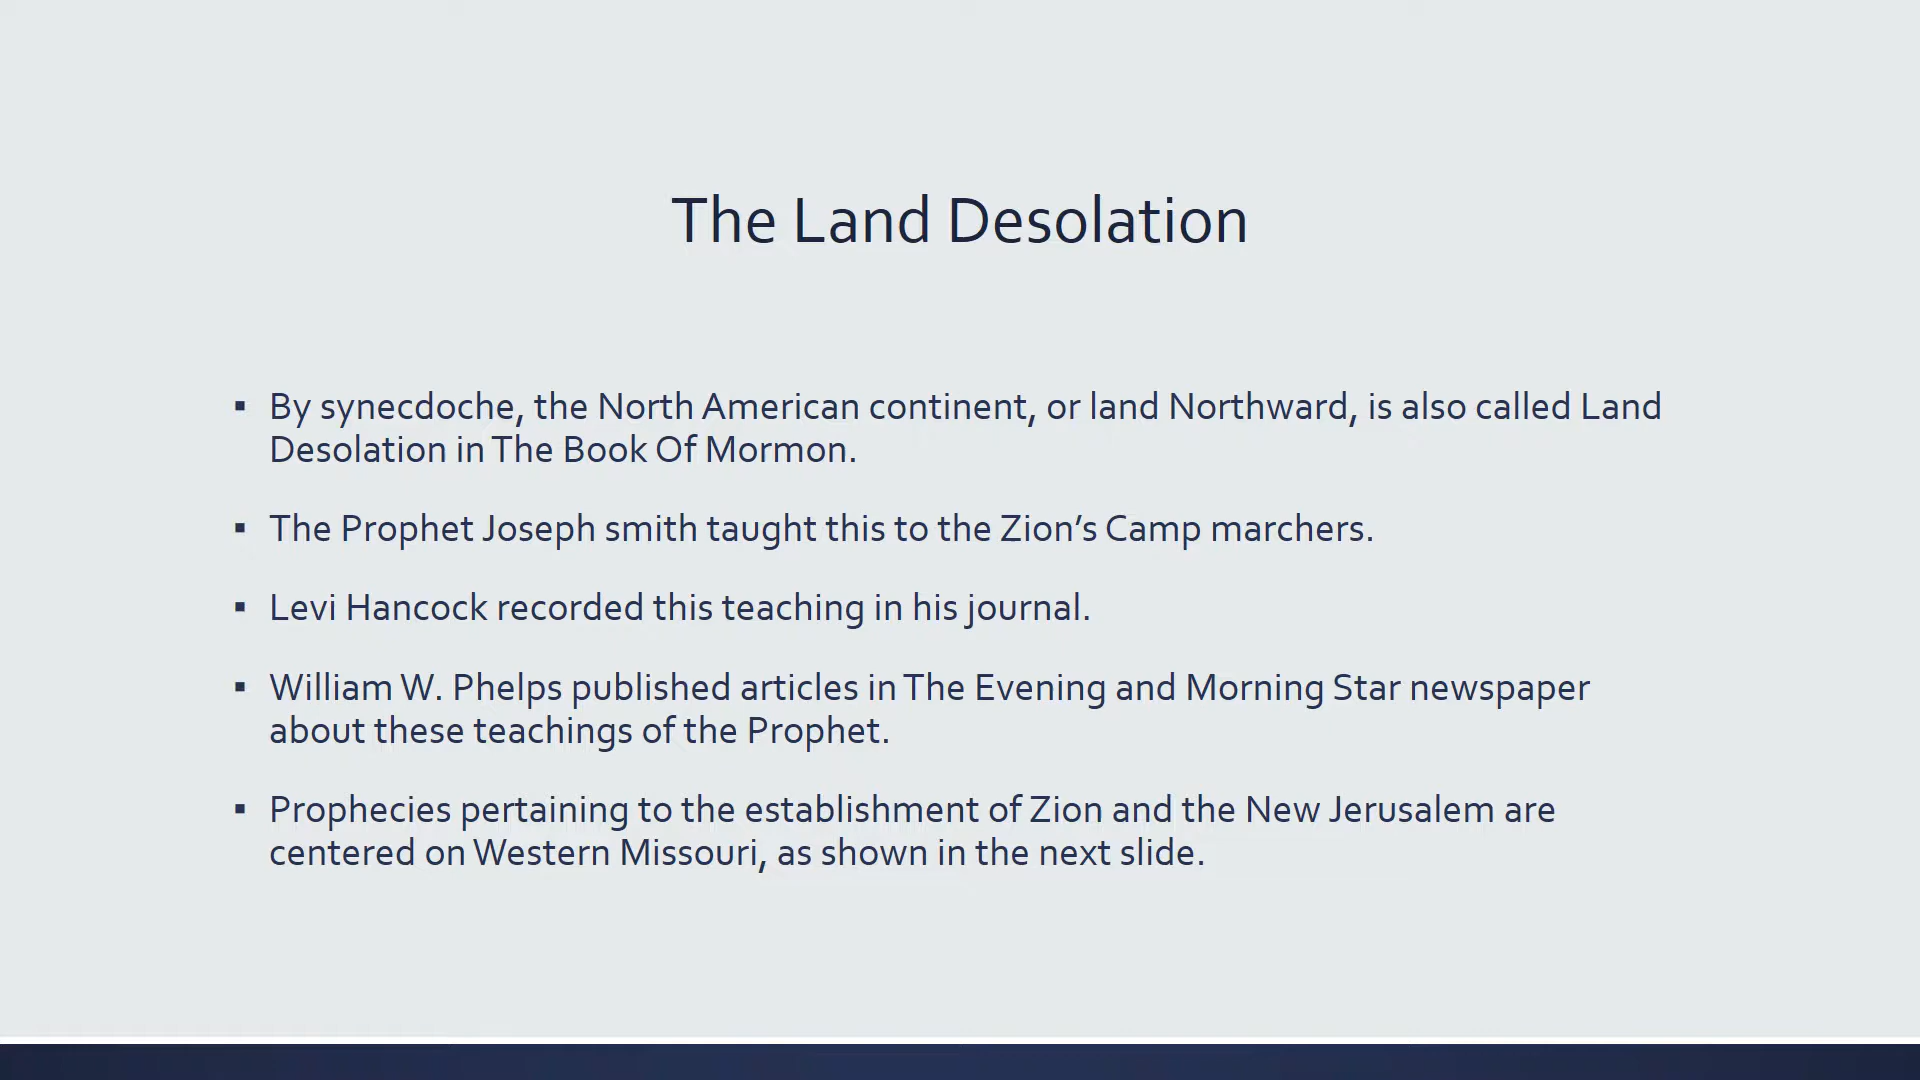 The Land Desolation
▪ By synecdoche, the North American continent, or land Northward, is also called Land
Desolation in The Book Of Mormon.
▪ The Prophet Joseph smith taught this to the Zion’s Camp marchers.
▪ Levi Hancock recorded this teaching in his journal.
▪ William W. Phelps published articles in The Evening and Morning Star newspaper
about these teachings of the Prophet.
▪ Prophecies pertaining to the establishment of Zion and the New Jerusalem are
centered on Western Missouri, as shown in the next slide.